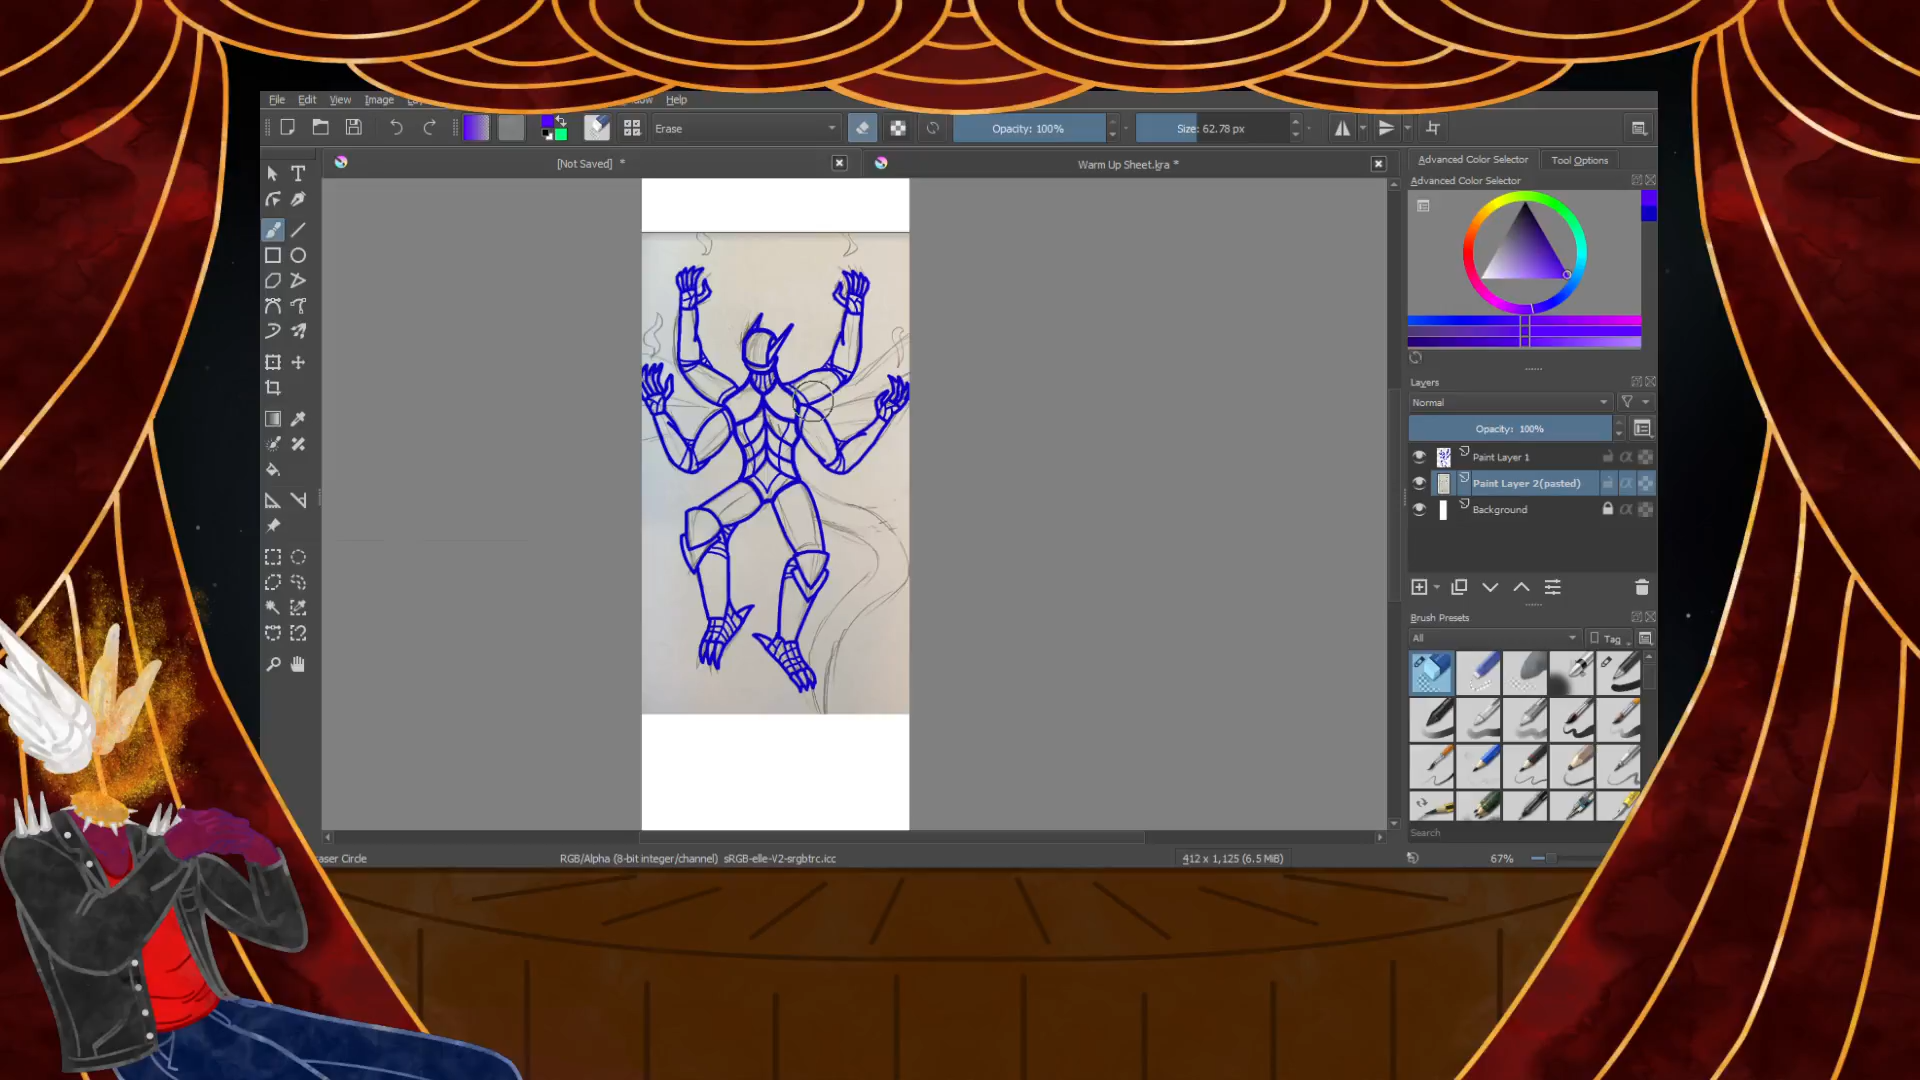 File Edit View Image
Help
Erase
Opacity: 100%
Size: 62.78 px
[Not Saved] *
Warm Up Sheet.kra *
Advanced Color Selector
Tool Options
Advanced Color Selector
Layers
Normal
Opacity: 100%
Paint Layer 1
Paint Layer 2(pasted)
Background
Brush Presets
All
Tag
Search
RGB/Alpha (8-bit integer/channel) sRGB-elle-V2-srgbtrc.icc
412 x 1,125 (6.5 MiB)
67%